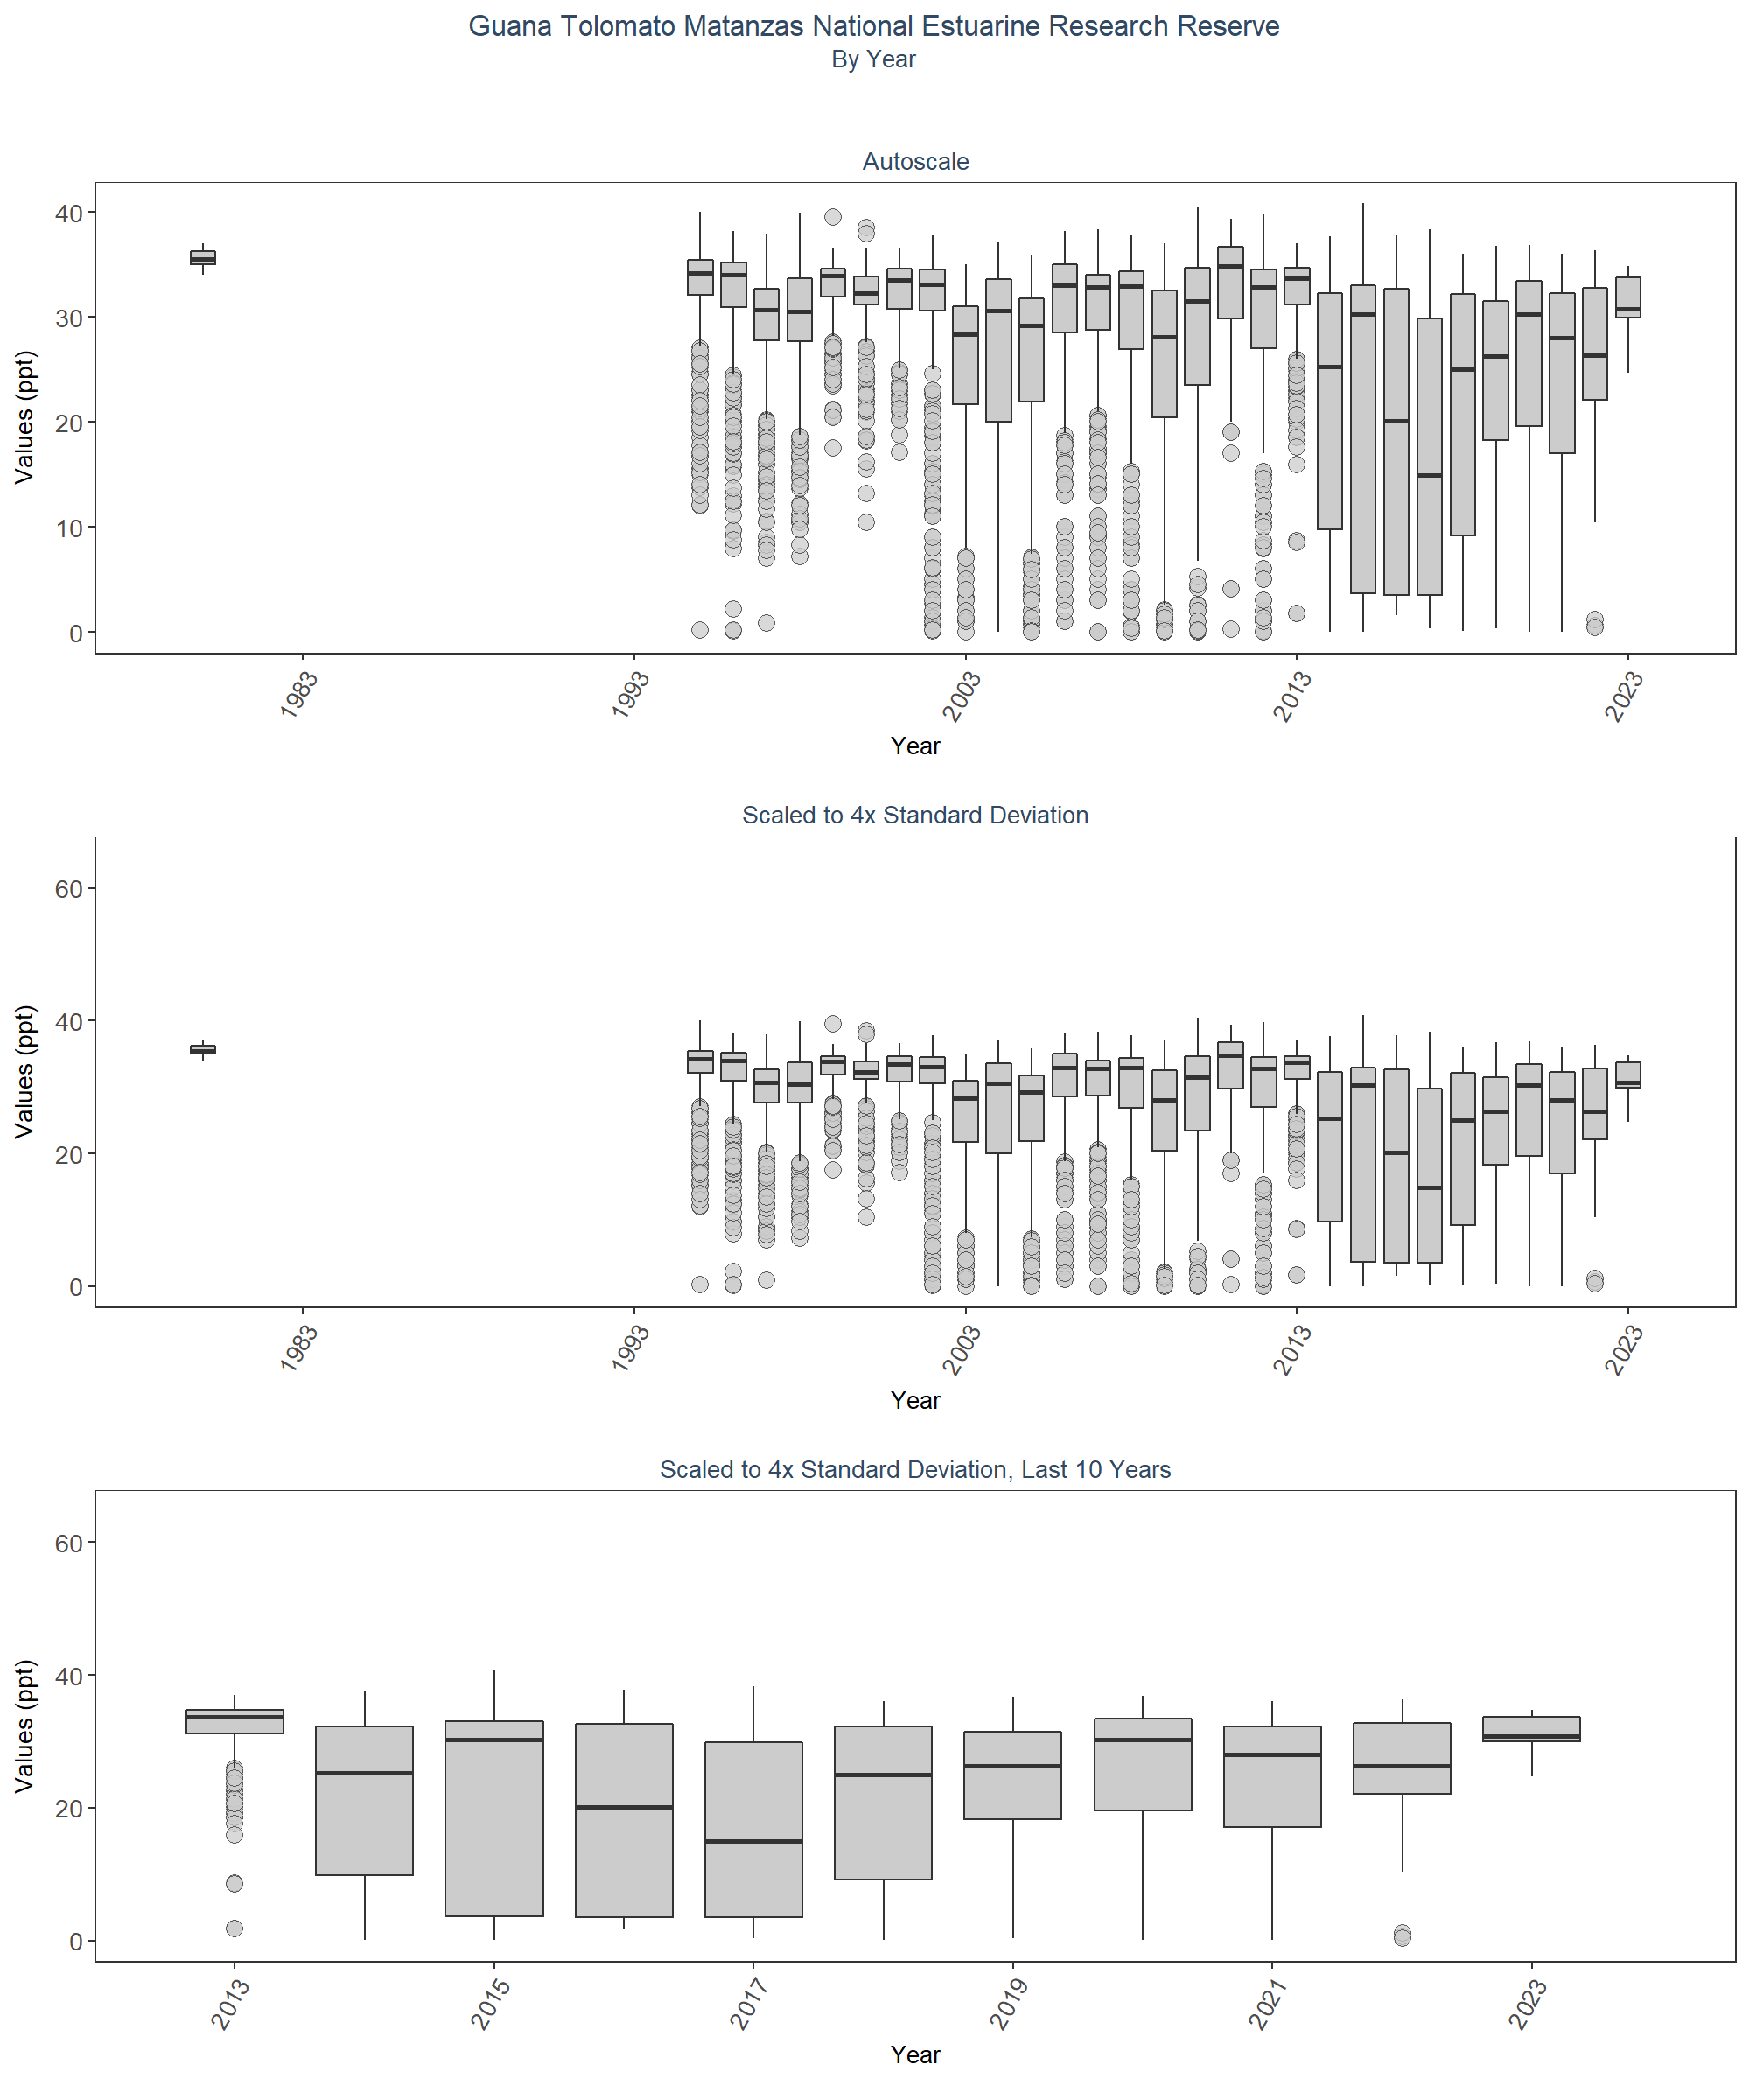 Guana Tolomato Matanzas National Estuarine Research Reserve
By Year
Autoscale
Values (ppt)
40
30
20
10
0
1983
1993
2003
2013
2023
Year
Scaled to 4x Standard Deviation
Values (ppt)
60
40
20
0
1983
1993
2003
2013
2023
Year
Scaled to 4x Standard Deviation, Last 10 Years
Values (ppt)
60
40
20
0
2013
2015
2017
2019
2021
2023
Year